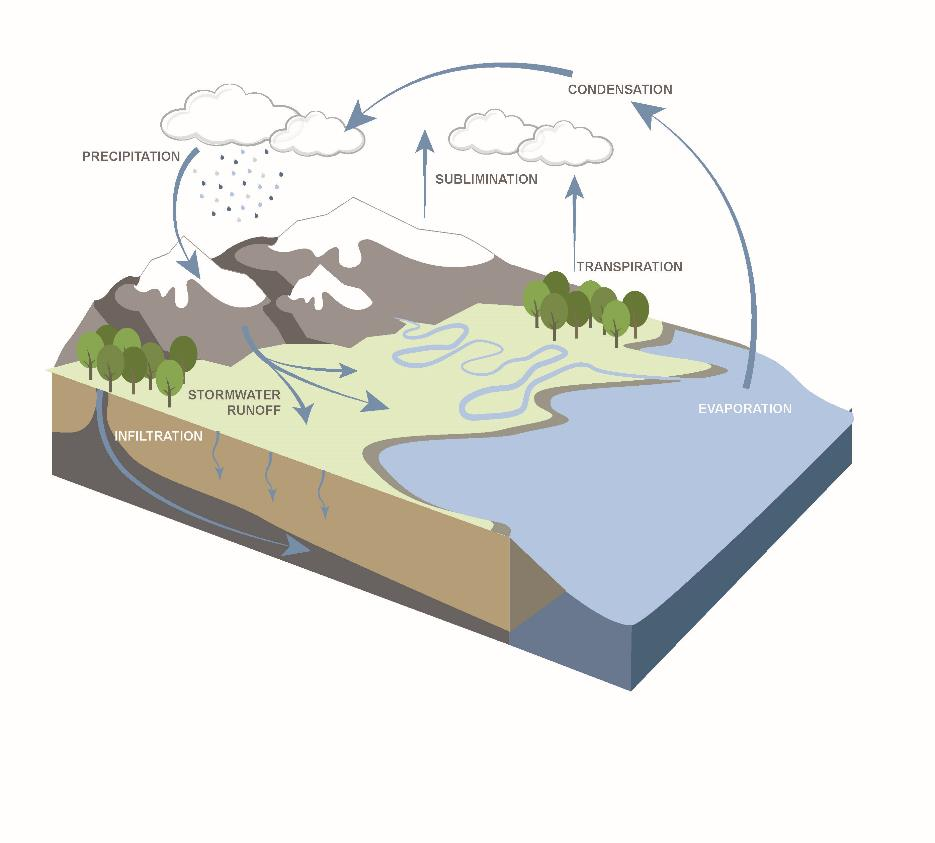 CONDENSATION
PRECIPITATION
SUBLIMINATION
TRANSPIRATION
STORMWATER
RUNOFF
EVAPORATION
INFILTRATION